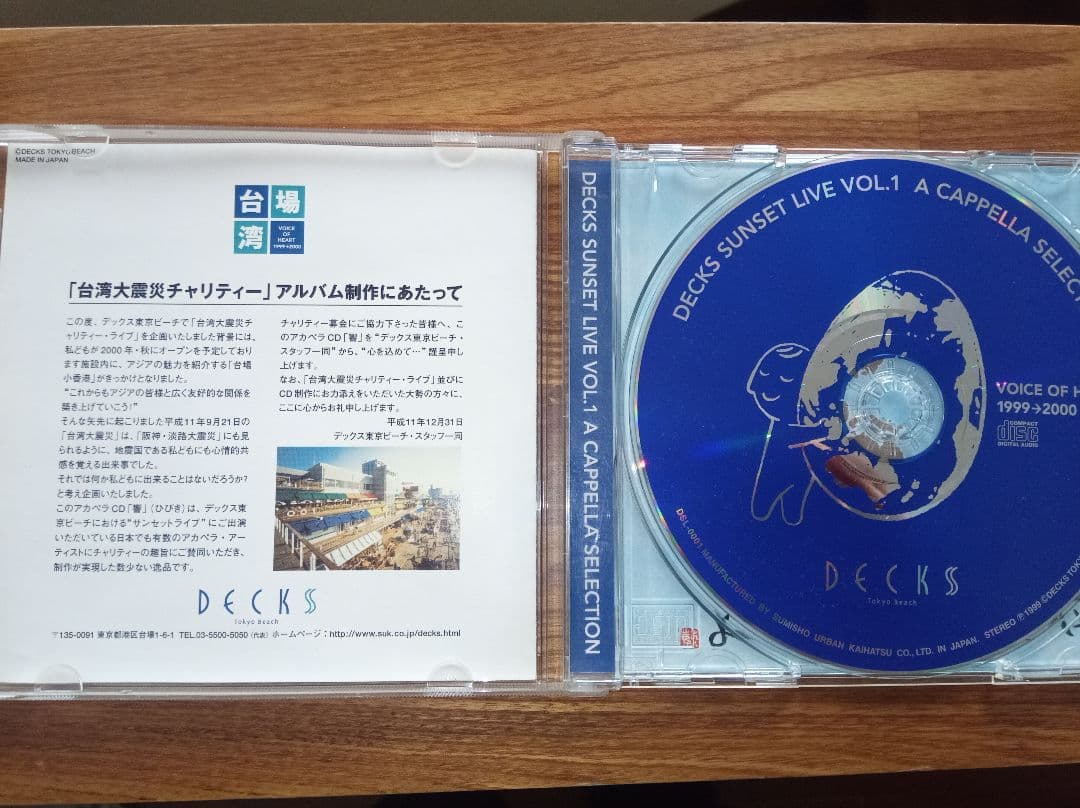 ©DECKS TOKYO BEACH
MADE IN JAPAN
台場
湾
VOICE
OF
HEART
1999→2000
「台湾大震災チャリティー」アルバム制作にあたって
この度、デックス東京ビーチで「台湾大震災チ
ャリティー・ライブ」を企画いたしました背景には、
私どもが2000年・秋にオープンを予定しており
ます施設内に、アジアの魅力を紹介する「台場
小香港」がきっかけとなりました。
"これからもアジアの皆様と広く友好的な関係を
築き上げていこう!"
そんな矢先に起こりました平成11年9月21日の
「台湾大震災」は、「阪神・淡路大震災」にも見
られるように、地震国である私どもにも心情的共
感を覚える出来事でした。
それでは何か私どもに出来ることはないだろうか?
と考え企画いたしました。
このアカペラCD「響」(ひびき)は、デックス東
京ビーチにおける"サンセットライブ"にご出演
いただいている日本でも有数のアカペラ・アー
ティストにチャリティーの趣旨にご賛同いただき、
制作が実現した数少ない逸品です。
チャリティー募金にご協力下さった皆様へ、こ
のアカペラCD「響」を"デックス東京ビーチ・
スタッフ一同"から、"心を込めて…"謹呈申し
上げます。
なお、「台湾大震災チャリティー・ライブ」並びに
CD制作にお力添えをいただいた大勢の方々に、
ここに心からお礼申し上げます。
平成11年12月31日
デックス東京ビーチ・スタッフ一同
DECKS
Tokyo Beach
〒135-0091 東京都港区台場1-6-1 TEL.03-5500-5050(代表) ホームページ:http://www.suk.co.jp/decks.html
DECKS SUNSET LIVE VOL.1 A CAPPELLA SELECTION
DECKS SUNSET LIVE VOL.1 A CAPPELLA SELECT
VOICE OF H
1999→2000
COMPACT
disc
DIGITAL AUDIO
DECKS
Tokyo Beach
DSL-0001 MANUFACTURED BY SUMISHO URBAN KAIHATSU CO., LTD. IN JAPAN. STEREO Ⓟ1999 ©DECKS TOK